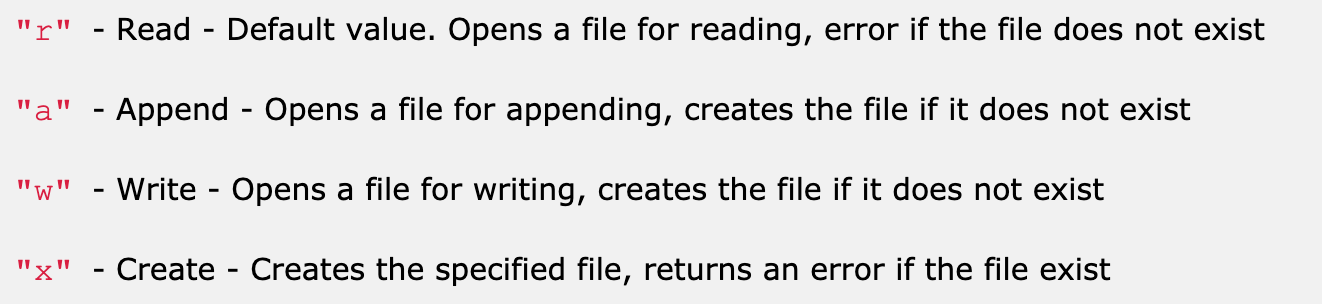 "r" - Read - Default value. Opens a file for reading, error if the file does not exist
"a" - Append - Opens a file for appending, creates the file if it does not exist
"w" - Write - Opens a file for writing, creates the file if it does not exist
"x" - Create - Creates the specified file, returns an error if the file exist